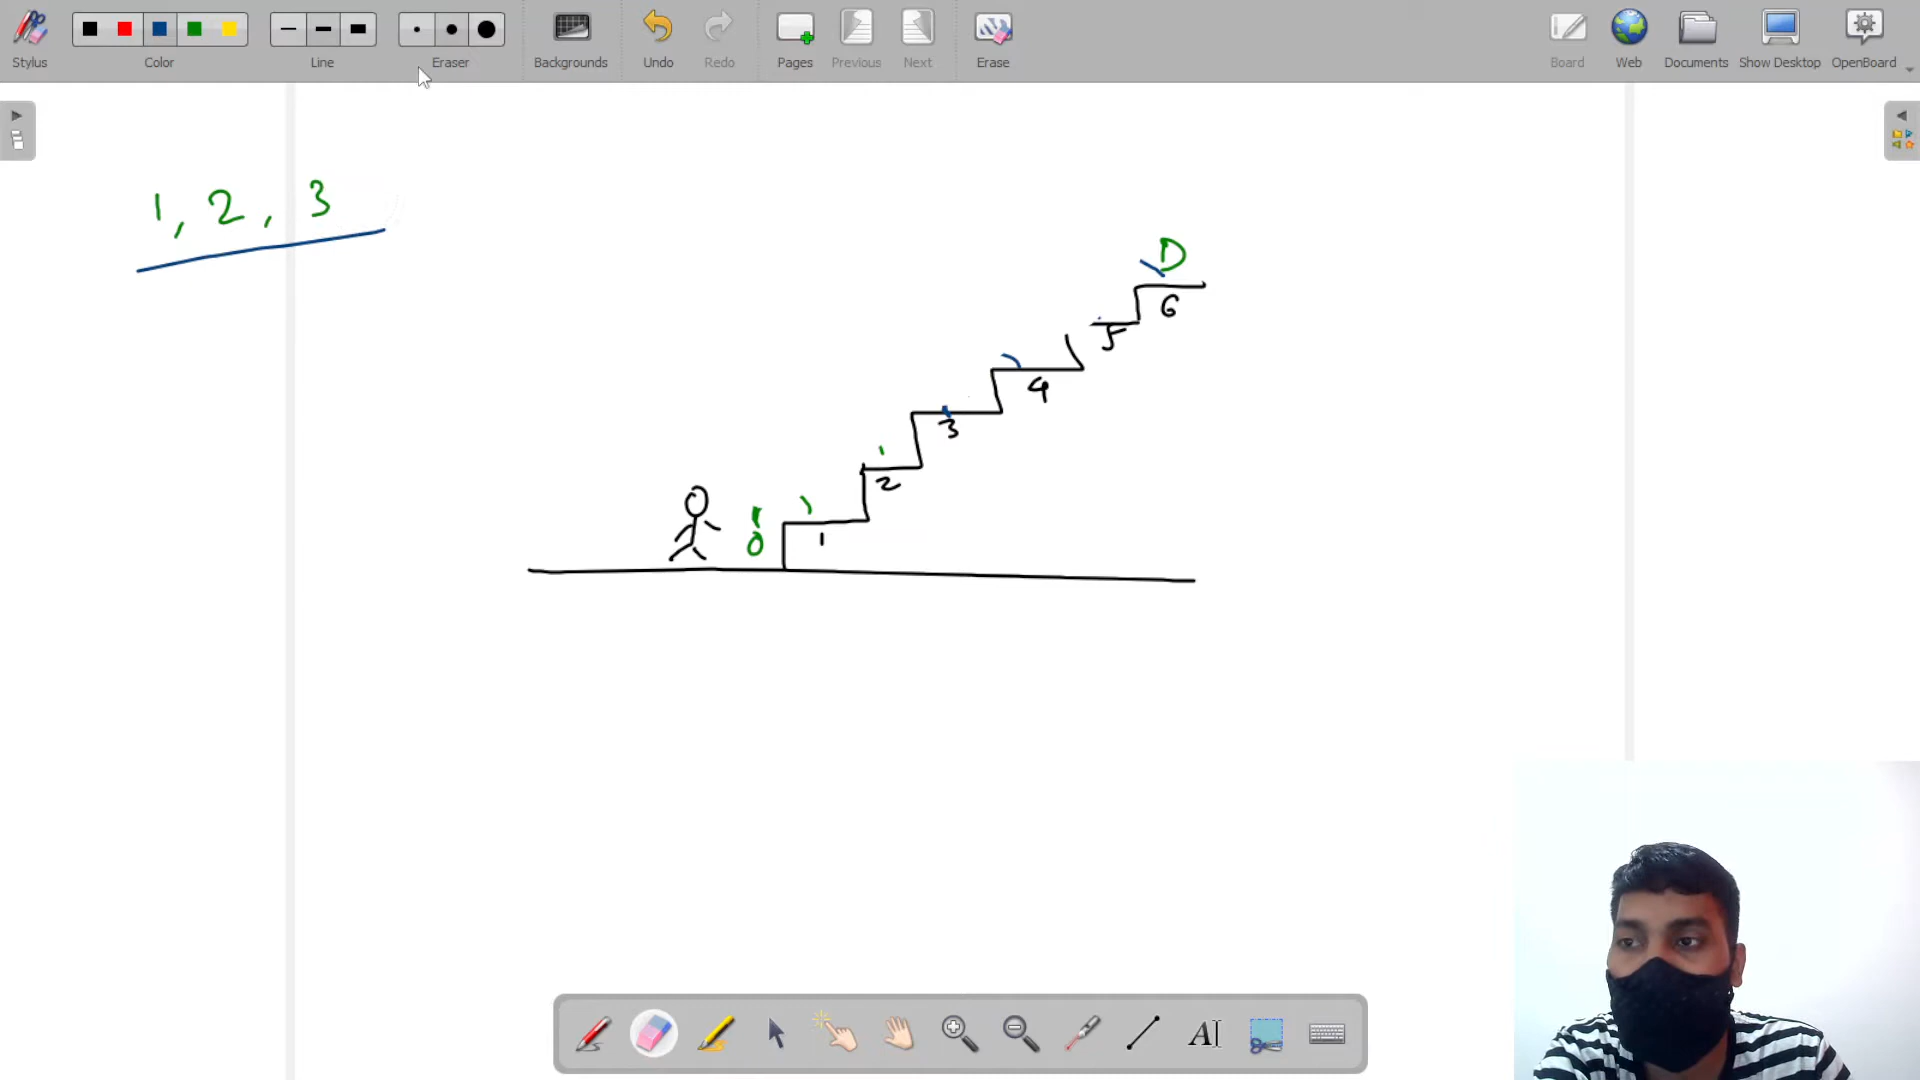 Stylus
Color
Line
Eraser
Backgrounds
Undo
Redo
Pages
Previous
Next
Erase
Board
Web
Documents
Show Desktop
OpenBoard
1, 2, 3
D
6
5
4
3
2
0
1
A